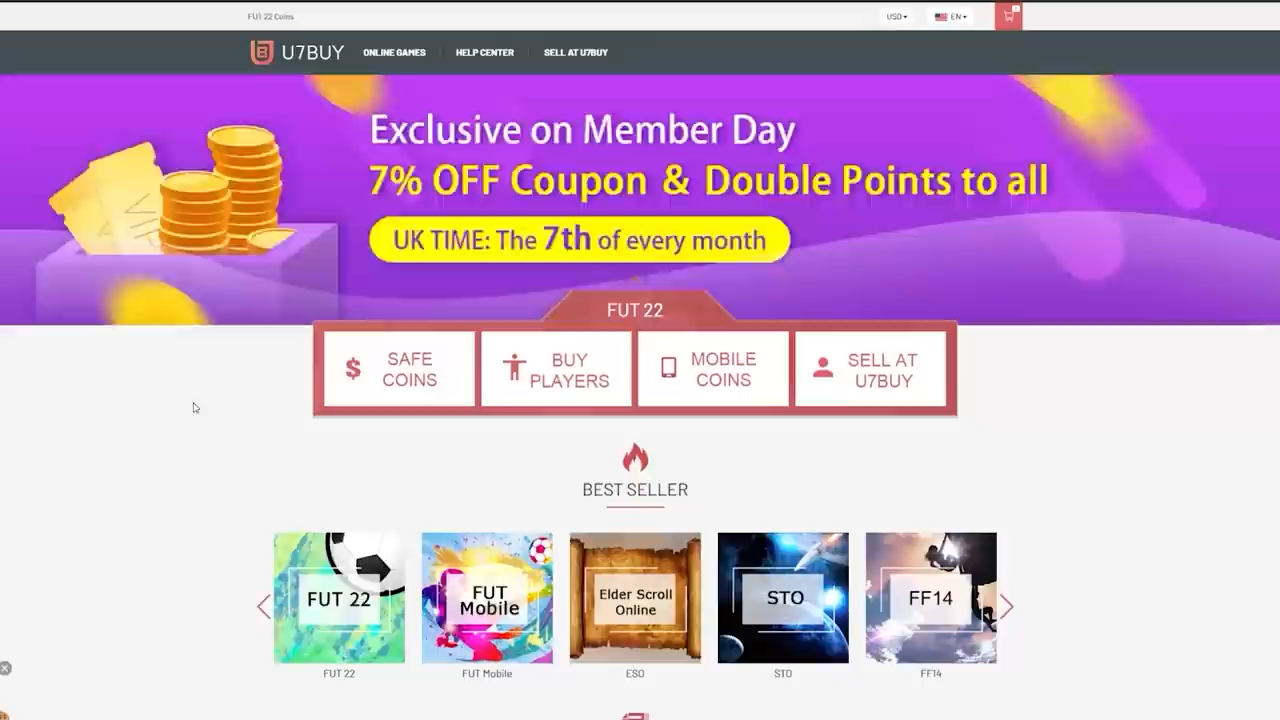 FUT 22 Coins
USD
EN
U7BUY
ONLINE GAMES
HELP CENTER
SELL AT U7BUY
Exclusive on Member Day
7% OFF Coupon & Double Points to all
UK TIME: The 7th of every month
FUT 22
SAFE
COINS
BUY
PLAYERS
MOBILE
COINS
SELL AT
U7BUY
BEST SELLER
FUT 22
FUT
Mobile
Elder Scroll
Online
STO
FF14
FUT 22
FUT Mobile
ESO
STO
FF14